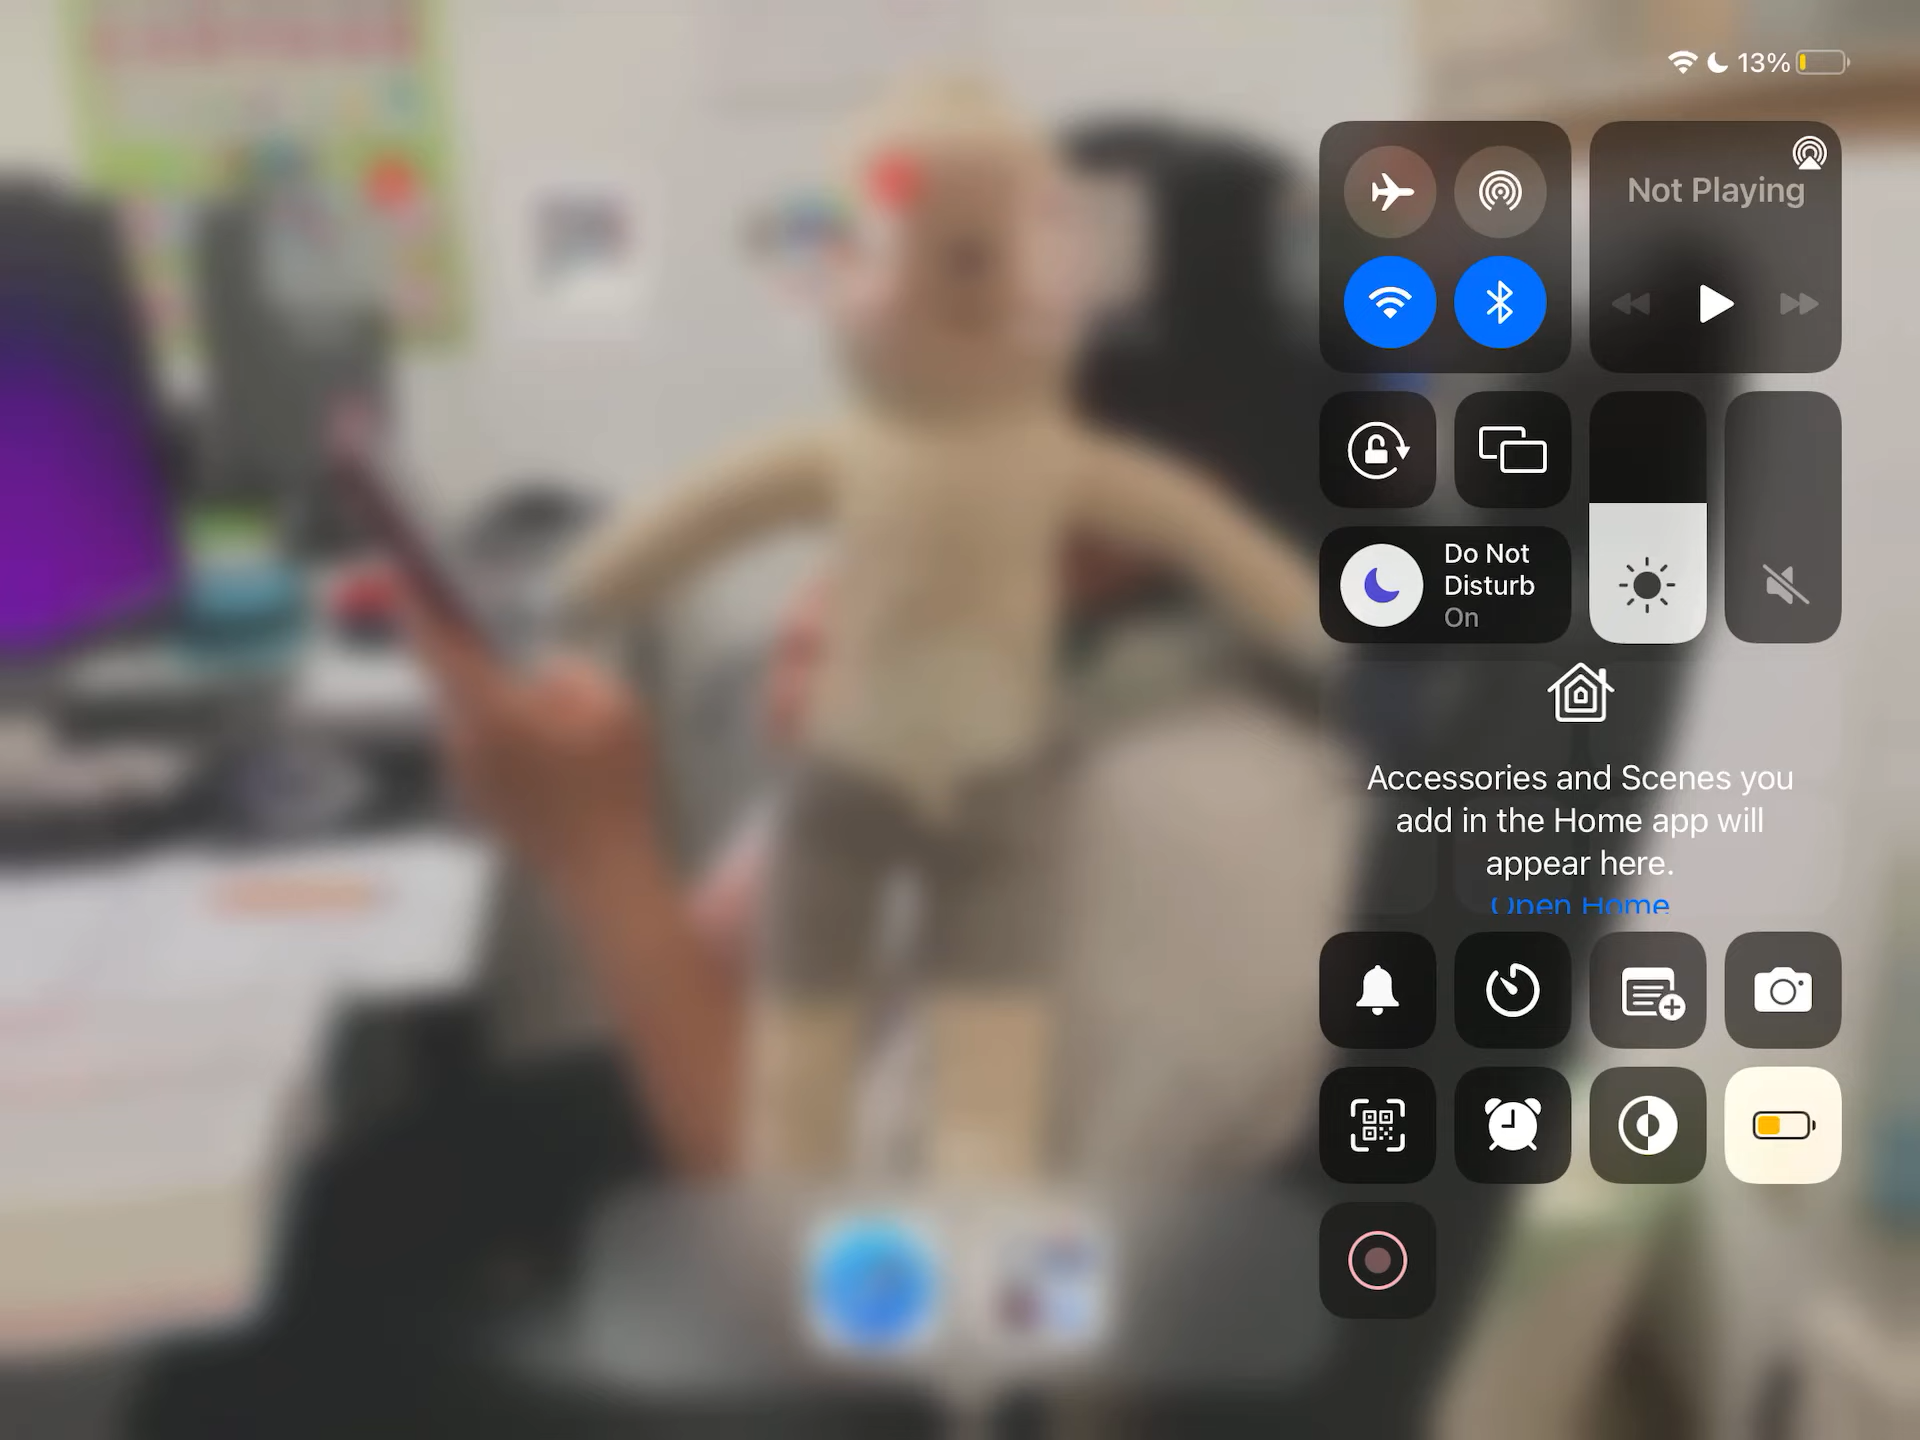 13%
Not Playing
Do Not
Disturb
On
Accessories and Scenes you
add in the Home app will
appear here.
Open Home